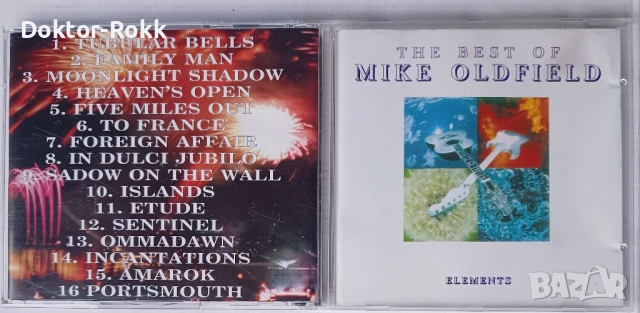 Doktor-Rokk
1. TUBULAR BELLS
2. FAMILY MAN
3. MOONLIGHT SHADOW
4. HEAVEN'S OPEN
5. FIVE MILES OUT
6. TO FRANCE
7. FOREIGN AFFAIR
8. IN DULCI JUBILO
9. SADOW ON THE WALL
10. ISLANDS
11. ETUDE
12. SENTINEL
13. OMMADAWN
14. INCANTATIONS
15. AMAROK
16 PORTSMOUTH
THE BEST OF
MIKE OLDFIELD
ELEMENTS
BAZAR